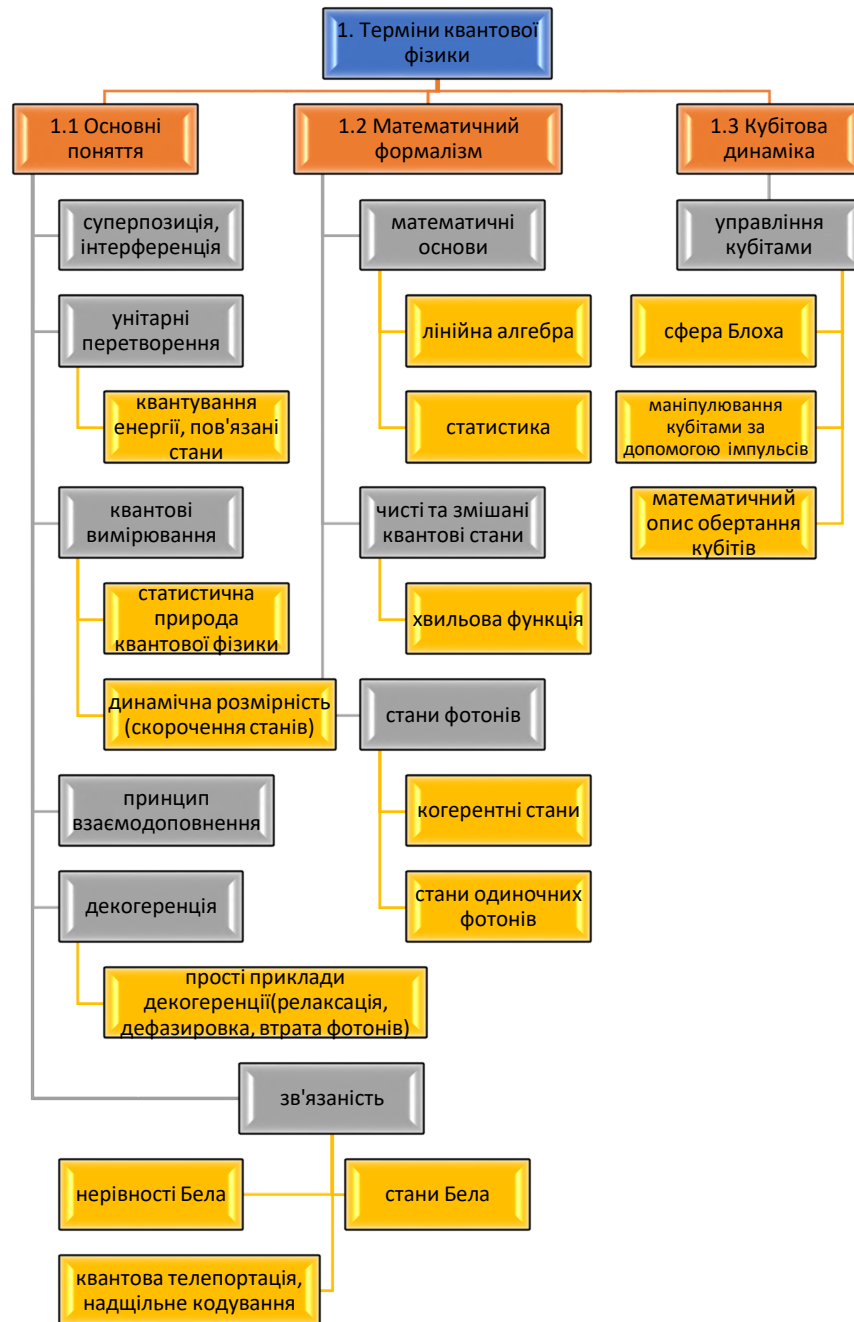 1. Терміни квантової
фізики
1.1 Основні
поняття
суперпозиція,
інтерференція
унітарні
перетворення
квантування
енергії, пов'язані
стани
квантові
вимірювання
статистична
природа
квантової фізики
динамічна розмірність
(скорочення станів)
принцип
взаємодоповнення
декогеренція
прості приклади
декогеренції(релаксація,
дефазировка, втрата фотонів)
зв'язаність
нерівності Бела
стани Бела
квантова телепортація,
надщільне кодування
1.2 Математичний
формалізм
математичні
основи
лінійна алгебра
статистика
чисті та змішані
квантові стани
хвильова функція
стани фотонів
когерентні стани
стани одиночних
фотонів
1.3 Кубітова
динаміка
управління
кубітами
сфера Блоха
маніпулювання
кубітами за
допомогою імпульсів
математичний
опис обертання
кубітів